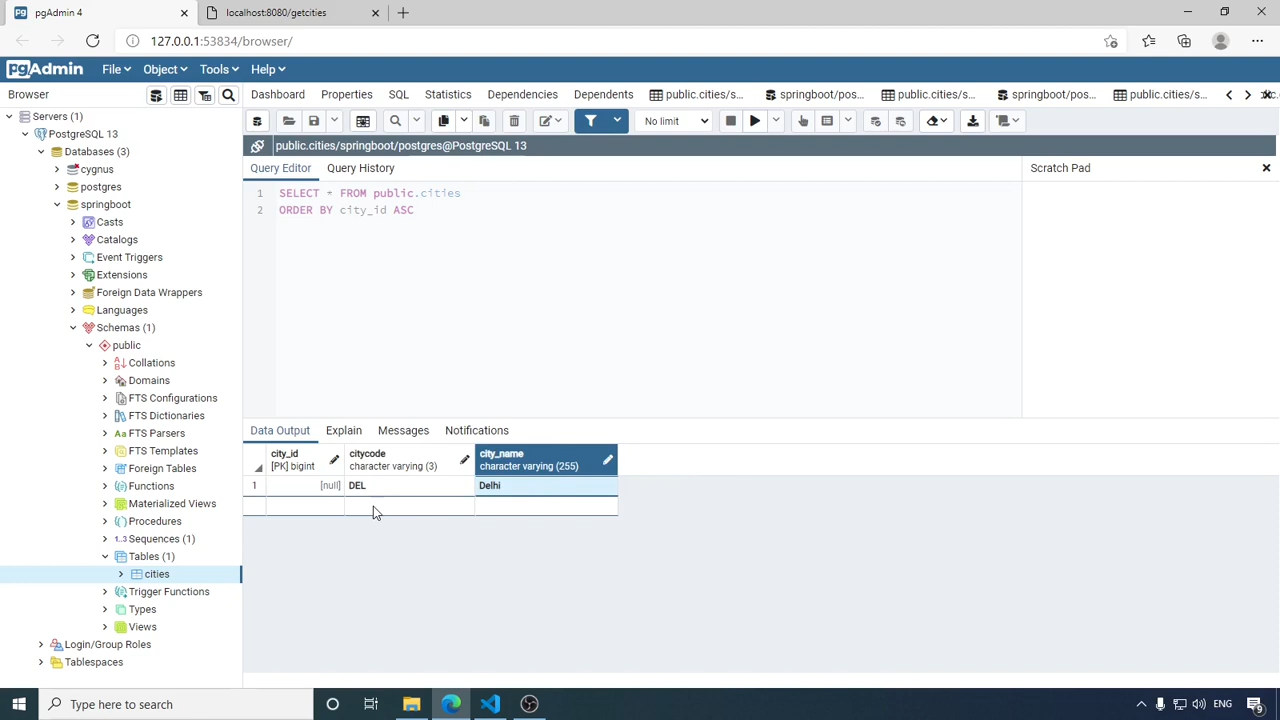 pgAdmin 4
localhost:8080/getcities
127.0.0.1:53834/browser/
pgAdmin File Object Tools Help
Browser
Dashboard Properties SQL Statistics Dependencies Dependents public.cities/s... springboot/pos... public.cities/s... springboot/pos... public.cities/s...
No limit
public.cities/springboot/postgres@PostgreSQL 13
Query Editor Query History
Scratch Pad
1 SELECT * FROM public.cities
2 ORDER BY city_id ASC
Servers (1)
PostgreSQL 13
Databases (3)
cygnus
postgres
springboot
Casts
Catalogs
Event Triggers
Extensions
Foreign Data Wrappers
Languages
Schemas (1)
public
Collations
Domains
FTS Configurations
FTS Dictionaries
Aa FTS Parsers
FTS Templates
Foreign Tables
Functions
Materialized Views
Procedures
1..3 Sequences (1)
Tables (1)
cities
Trigger Functions
Types
Views
Login/Group Roles
Tablespaces
Data Output Explain Messages Notifications
city_id citycode city_name
[PK] bigint character varying (3) character varying (255)
1 [null] DEL Delhi
Type here to search
ENG
9